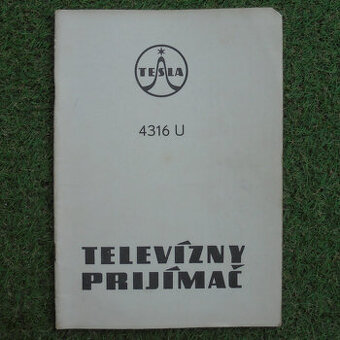 TESLA
4316 U
TELEVÍZNY
PRIJÍMAČ